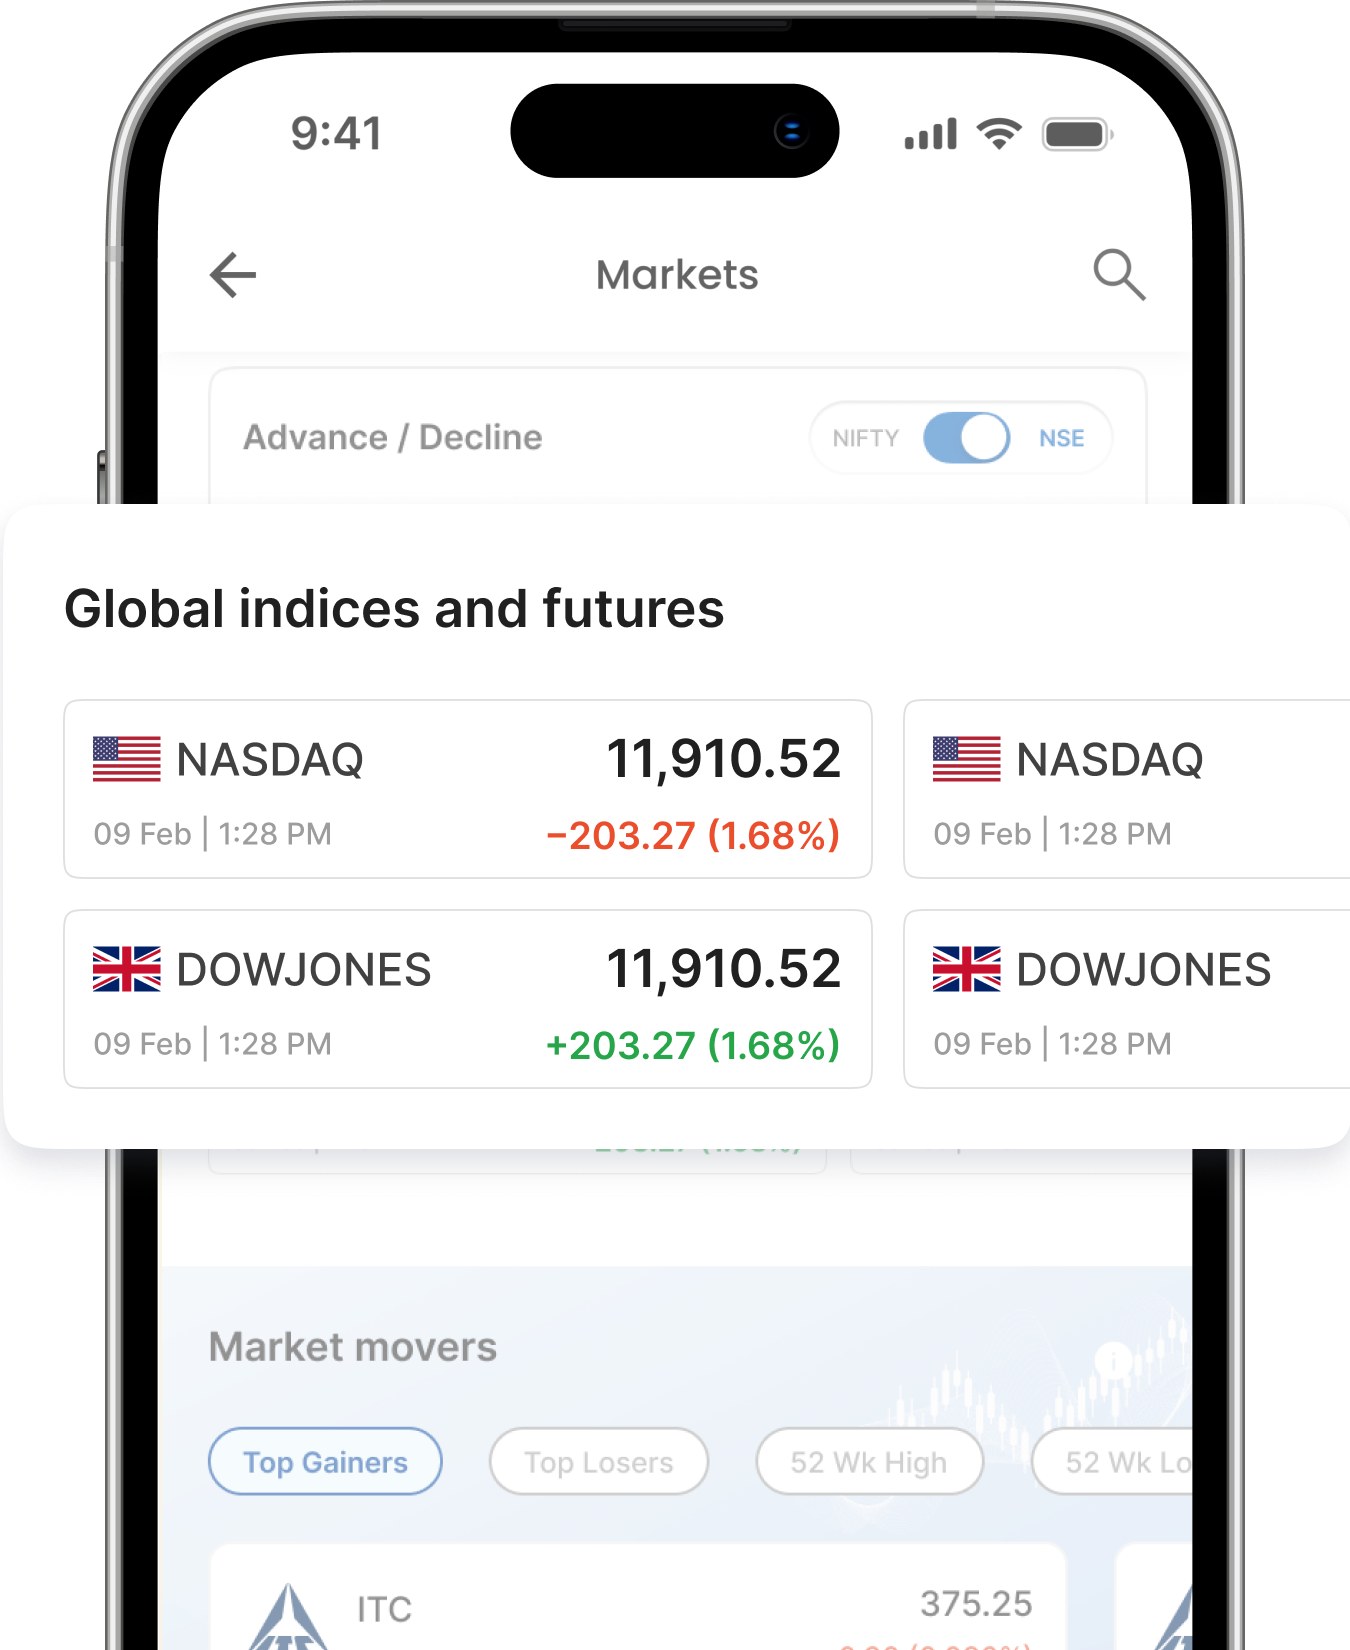 9:41
Markets
Advance / Decline
NIFTY NSE
Global indices and futures
NASDAQ 11,910.52
09 Feb | 1:28 PM −203.27 (1.68%)
NASDAQ
09 Feb | 1:28 PM
DOWJONES 11,910.52
09 Feb | 1:28 PM +203.27 (1.68%)
DOWJONES
09 Feb | 1:28 PM
Market movers
Top Gainers Top Losers 52 Wk High 52 Wk Lo
ITC 375.25